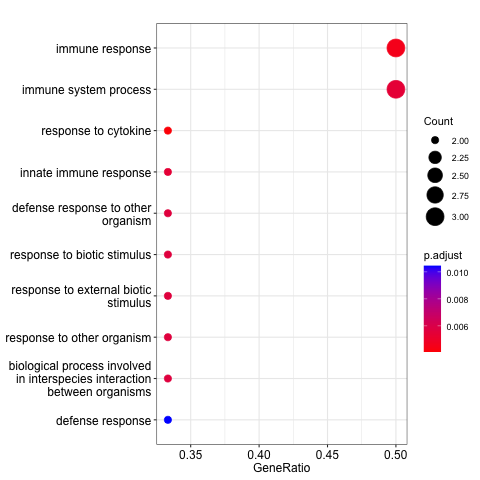 immune response
immune system process
response to cytokine
innate immune response
defense response to other
organism
response to biotic stimulus
response to external biotic
stimulus
response to other organism
biological process involved
in interspecies interaction
between organisms
defense response
0.35
0.40
0.45
0.50
GeneRatio
Count
2.00
2.25
2.50
2.75
3.00
p.adjust
0.010
0.008
0.006